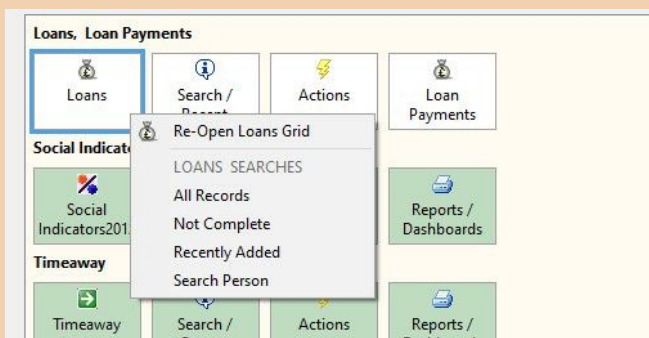 Loans, Loan Payments
Loans
Search /
Recent
Actions
Loan
Payments
Re-Open Loans Grid
LOANS SEARCHES
All Records
Not Complete
Recently Added
Search Person
Social
Social
Indicators201
Reports /
Dashboards
Timeaway
Timeaway
Search /
Actions
Reports /